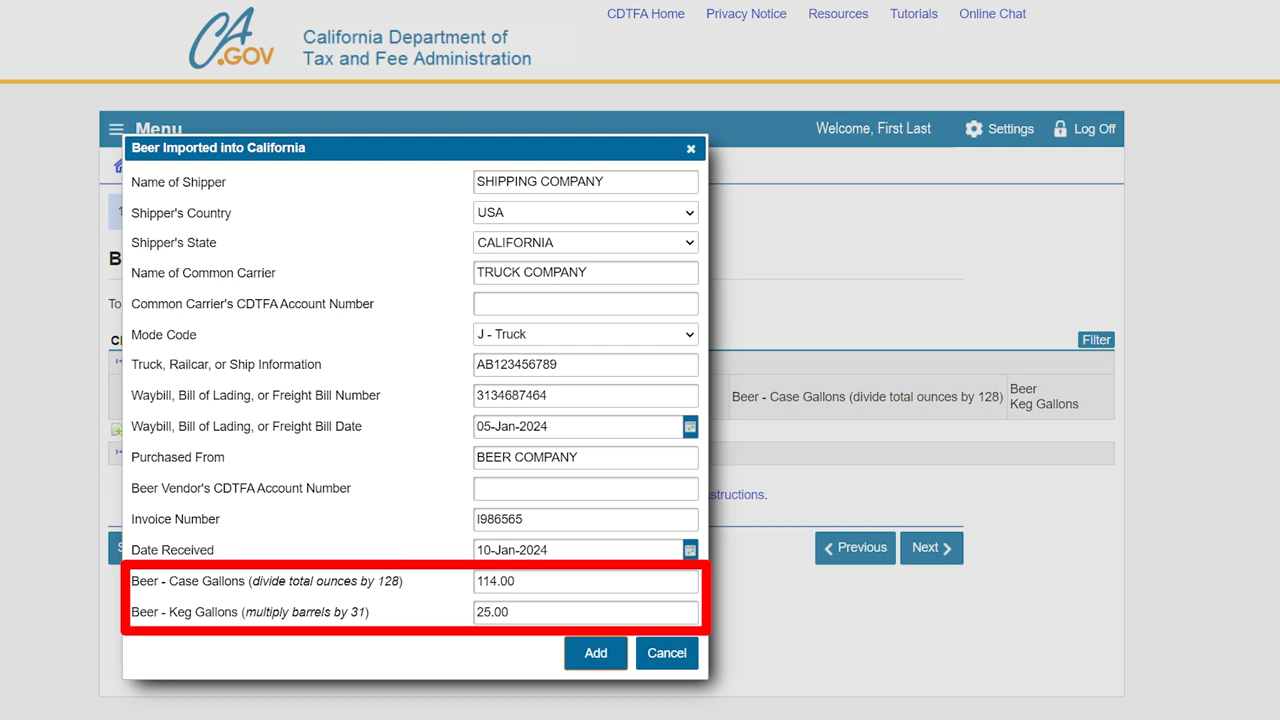 CDTFA Home Privacy Notice Resources Tutorials Online Chat
CA
.GOV
California Department of
Tax and Fee Administration
Menu
Welcome, First Last Settings Log Off
Beer Imported into California
Name of Shipper SHIPPING COMPANY
Shipper's Country USA
Shipper's State CALIFORNIA
Name of Common Carrier TRUCK COMPANY
Common Carrier's CDTFA Account Number
Mode Code J - Truck
Filter
Truck, Railcar, or Ship Information AB123456789
Waybill, Bill of Lading, or Freight Bill Number 3134687464
Beer - Case Gallons (divide total ounces by 128)
Beer
Keg Gallons
Waybill, Bill of Lading, or Freight Bill Date 05-Jan-2024
Purchased From BEER COMPANY
Beer Vendor's CDTFA Account Number
Invoice Number I986565
Date Received 10-Jan-2024
Previous Next
Beer - Case Gallons (divide total ounces by 128) 114.00
Beer - Keg Gallons (multiply barrels by 31) 25.00
Add Cancel